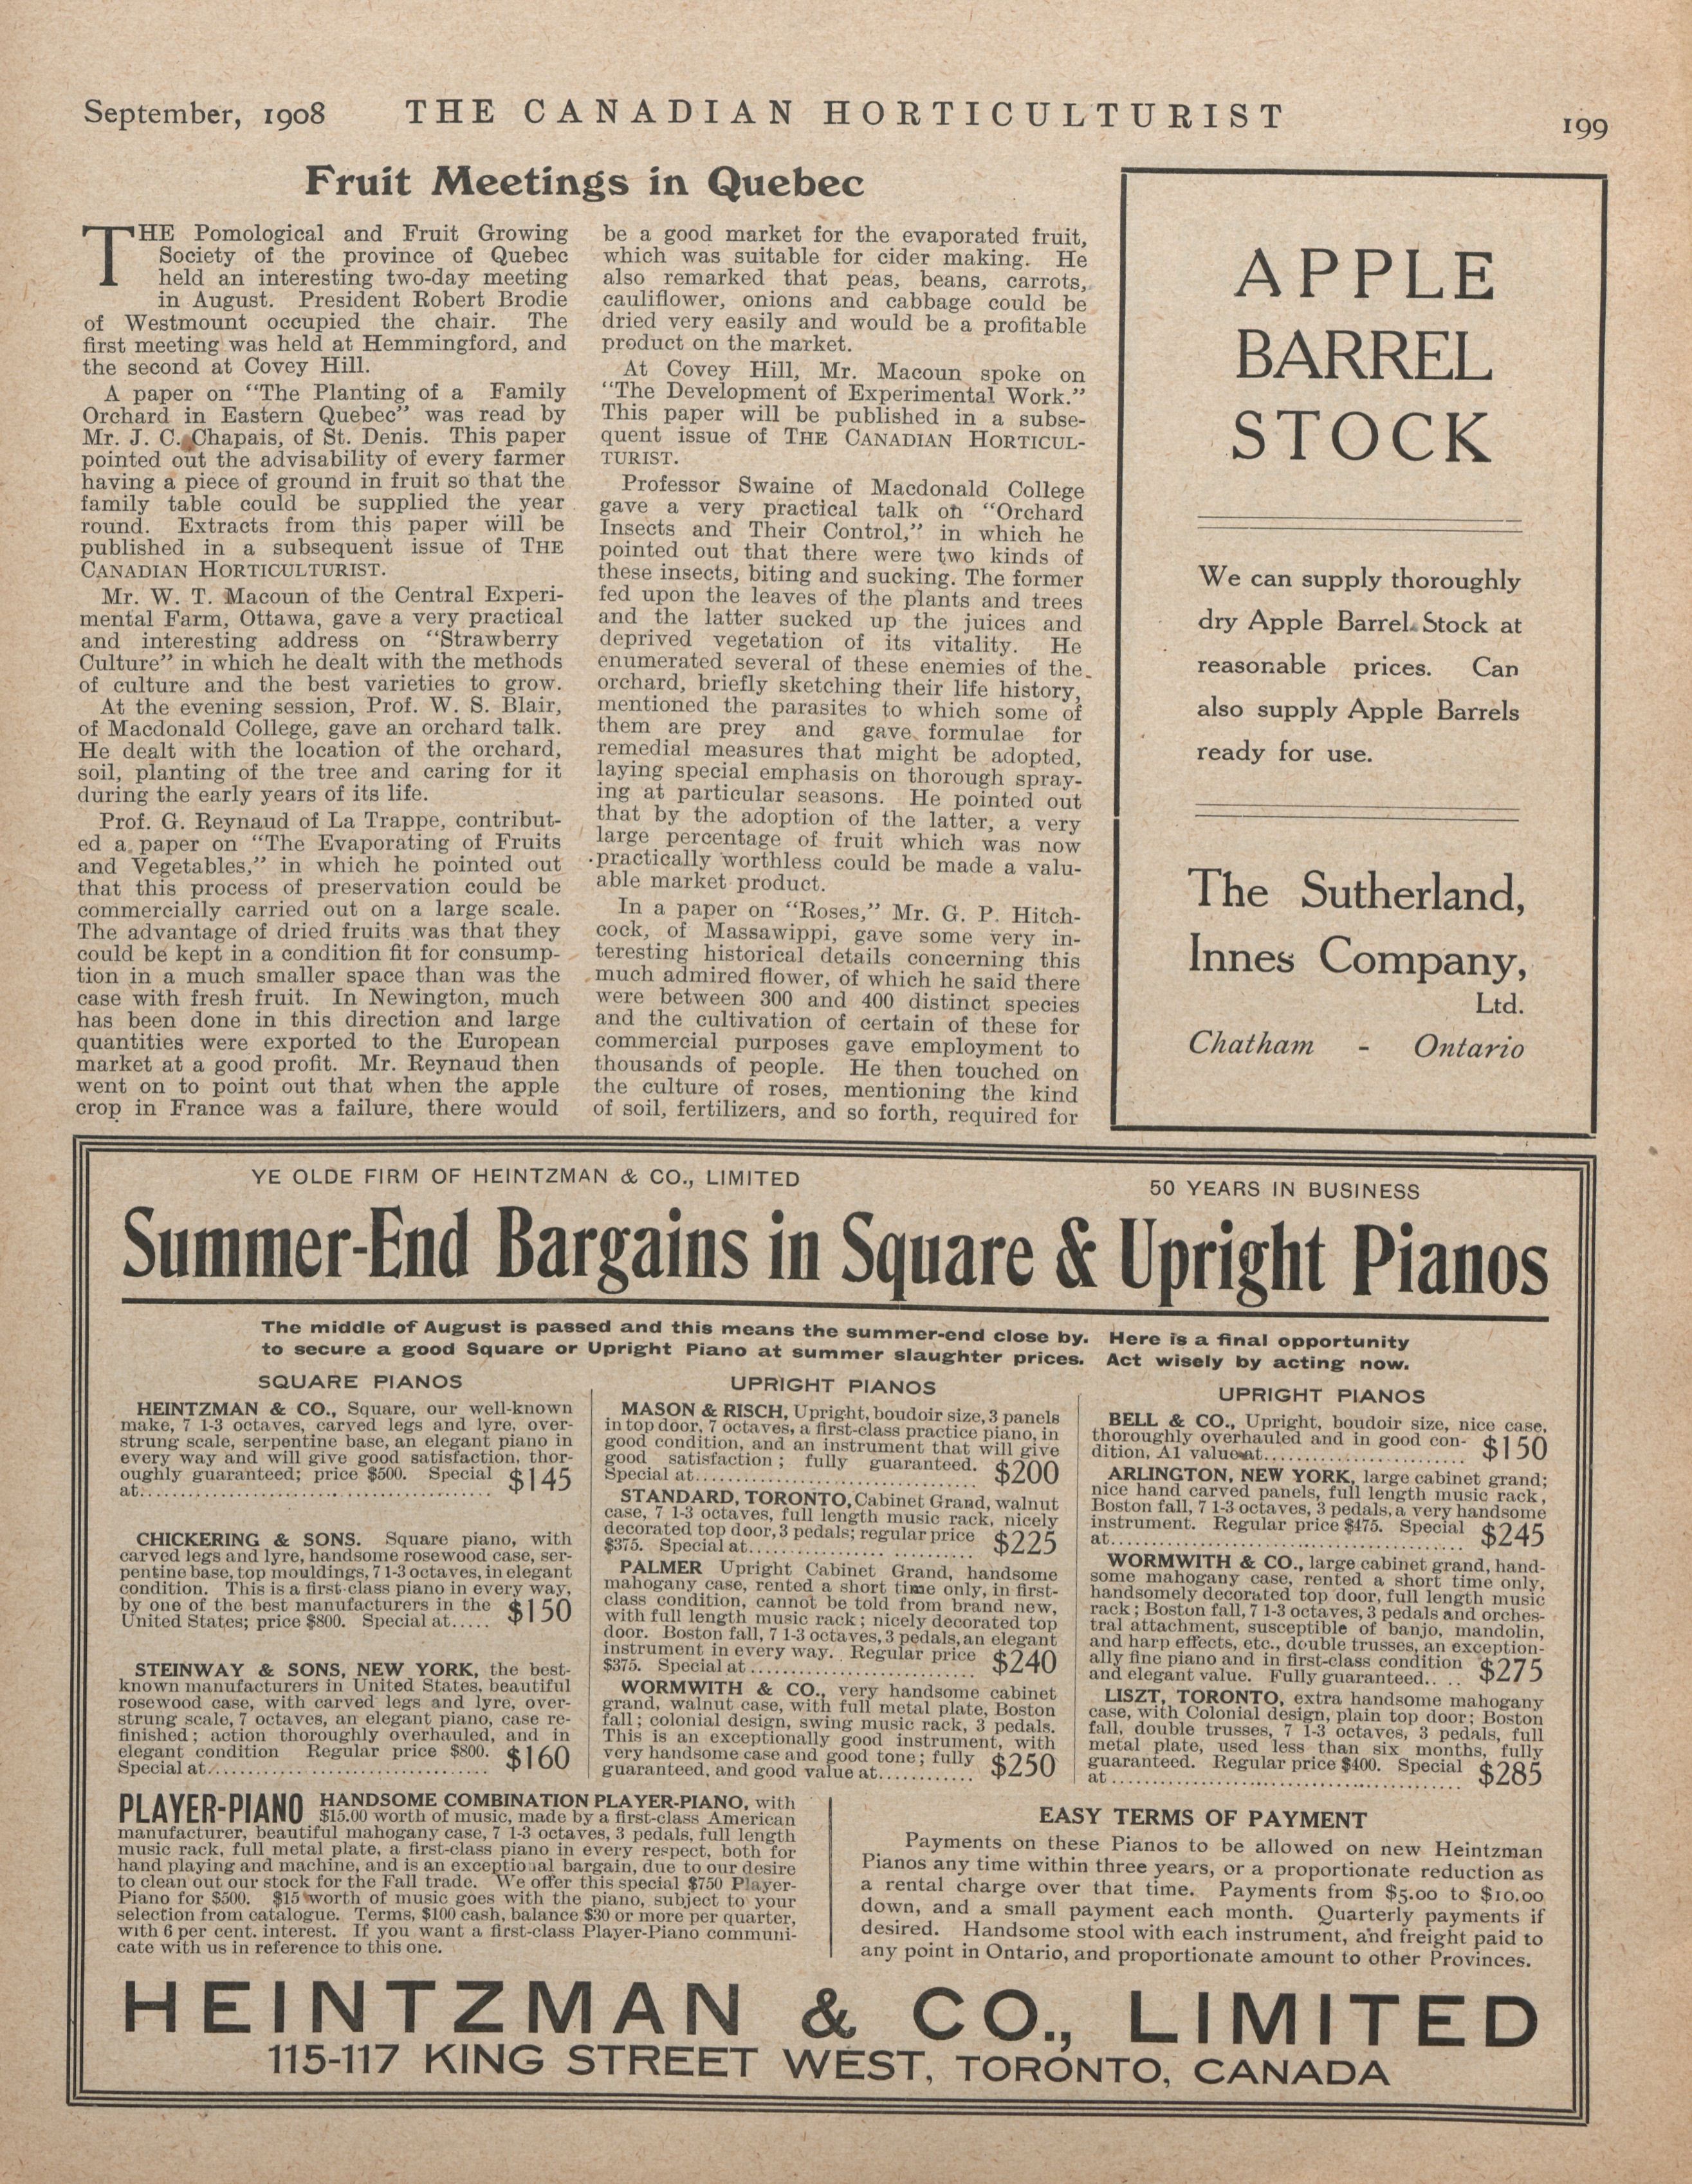 September, 1908
THE CANADIAN HORTICULTURIST
199
Fruit Meetings in Quebec
THE Pomological and Fruit Growing
Society of the province of Quebec
held an interesting two-day meeting
in August. President Robert Brodie
of Westmount occupied the chair. The
first meeting was held at Hemmingford, and
the second at Covey Hill.
A paper on "The Planting of a Family
Orchard in Eastern Quebec" was read by
Mr. J. C. Chapais, of St. Denis. This paper
pointed out the advisability of every farmer
having a piece of ground in fruit so that the
family table could be supplied the year
round. Extracts from this paper will be
published in a subsequent issue of THE
CANADIAN HORTICULTURIST.
Mr. W. T. Macoun of the Central Experi-
mental Farm, Ottawa, gave a very practical
and interesting address on "Strawberry
Culture" in which he dealt with the methods
of culture and the best varieties to grow.
At the evening session, Prof. W. S. Blair,
of Macdonald College, gave an orchard talk.
He dealt with the location of the orchard,
soil, planting of the tree and caring for it
during the early years of its life.
Prof. G. Reynaud of La Trappe, contribut-
ed a paper on "The Evaporating of Fruits
and Vegetables," in which he pointed out
that this process of preservation could be
commercially carried out on a large scale.
The advantage of dried fruits was that they
could be kept in a condition fit for consump-
tion in a much smaller space than was the
case with fresh fruit. In Newington, much
has been done in this direction and large
quantities were exported to the European
market at a good profit. Mr. Reynaud then
went on to point out that when the apple
crop in France was a failure, there would
be a good market for the evaporated fruit,
which was suitable for cider making. He
also remarked that peas, beans, carrots,
cauliflower, onions and cabbage could be
dried very easily and would be a profitable
product on the market.
At Covey Hill, Mr. Macoun spoke on
"The Development of Experimental Work."
This paper will be published in a subse-
quent issue of THE CANADIAN HORTICUL-
TURIST.
Professor Swaine of Macdonald College
gave a very practical talk on "Orchard
Insects and Their Control," in which he
pointed out that there were two kinds of
these insects, biting and sucking. The former
fed upon the leaves of the plants and trees
and the latter sucked up the juices and
deprived vegetation of its vitality. He
enumerated several of these enemies of the
orchard, briefly sketching their life history,
mentioned the parasites to which some of
them are prey and gave formulae for
remedial measures that might be adopted,
laying special emphasis on thorough spray-
ing at particular seasons. He pointed out
that by the adoption of the latter, a very
large percentage of fruit which was now
practically worthless could be made a valu-
able market product.
In a paper on "Roses," Mr. G. P. Hitch-
cock, of Massawippi, gave some very in-
teresting historical details concerning this
much admired flower, of which he said there
were between 300 and 400 distinct species
and the cultivation of certain of these for
commercial purposes gave employment to
thousands of people. He then touched on
the culture of roses, mentioning the kind
of soil, fertilizers, and so forth, required for
APPLE
BARREL
STOCK
We can supply thoroughly
dry Apple Barrel Stock at
reasonable prices. Can
also supply Apple Barrels
ready for use.
The Sutherland,
Innes Company,
Ltd.
Chatham - Ontario
YE OLDE FIRM OF HEINTZMAN & CO., LIMITED
50 YEARS IN BUSINESS
Summer-End Bargains in Square & Upright Pianos
The middle of August is passed and this means the summer-end close by. Here is a final opportunity
to secure a good Square or Upright Piano at summer slaughter prices. Act wisely by acting now.
SQUARE PIANOS
HEINTZMAN & CO., Square, our well-known
make, 7 1-3 octaves, carved legs and lyre, over-
strung scale, serpentine base, an elegant piano in
every way and will give good satisfaction, thor-
oughly guaranteed; price $500. Special
at.......................................... $145
CHICKERING & SONS. Square piano, with
carved legs and lyre, handsome rosewood case, ser-
pentine base, top mouldings, 7 1-3 octaves, in elegant
condition. This is a first-class piano in every way,
by one of the best manufacturers in the
United States; price $800. Special at..... $150
STEINWAY & SONS, NEW YORK, the best-
known manufacturers in United States, beautiful
rosewood case, with carved legs and lyre, over-
strung scale, 7 octaves, an elegant piano, case re-
finished; action thoroughly overhauled, and in
elegant condition Regular price $800.
Special at................................. $160
UPRIGHT PIANOS
MASON & RISCH, Upright, boudoir size, 3 panels
in top door, 7 octaves, a first-class practice piano, in
good condition, and an instrument that will give
good satisfaction; fully guaranteed.
Special at................................. $200
STANDARD, TORONTO, Cabinet Grand, walnut
case, 7 1-3 octaves, full length music rack, nicely
decorated top door, 3 pedals; regular price
$375. Special at.......................... $225
PALMER Upright Cabinet Grand, handsome
mahogany case, rented a short time only, in first-
class condition, cannot be told from brand new,
with full length music rack; nicely decorated top
door. Boston fall, 7 1-3 octaves, 3 pedals, an elegant
instrument in every way. Regular price
$375. Special at.......................... $240
WORMWITH & CO., very handsome cabinet
grand, walnut case, with full metal plate, Boston
fall; colonial design, swing music rack, 3 pedals.
This is an exceptionally good instrument, with
very handsome case and good tone; fully
guaranteed, and good value at............ $250
UPRIGHT PIANOS
BELL & CO., Upright, boudoir size, nice case,
thoroughly overhauled and in good con-
dition, A1 value at........................ $150
ARLINGTON, NEW YORK, large cabinet grand;
nice hand carved panels, full length music rack,
Boston fall, 7 1-3 octaves, 3 pedals, a very handsome
instrument. Regular price $475. Special
at.......................................... $245
WORMWITH & CO., large cabinet grand, hand-
some mahogany case, rented a short time only,
handsomely decorated top door, full length music
rack; Boston fall, 7 1-3 octaves, 3 pedals and orches-
tral attachment, susceptible of banjo, mandolin,
and harp effects, etc., double trusses, an exception-
ally fine piano and in first-class condition
and elegant value. Fully guaranteed.. .. $275
LISZT, TORONTO, extra handsome mahogany
case, with Colonial design, plain top door; Boston
fall, double trusses, 7 1-3 octaves, 3 pedals, full
metal plate, used less than six months, fully
guaranteed. Regular price $400. Special
at.......................................... $285
PLAYER-PIANO HANDSOME COMBINATION PLAYER-PIANO, with
$15.00 worth of music, made by a first-class American
manufacturer, beautiful mahogany case, 7 1-3 octaves, 3 pedals, full length
music rack, full metal plate, a first-class piano in every respect, both for
hand playing and machine, and is an exceptional bargain, due to our desire
to clean out our stock for the Fall trade. We offer this special $750 Player-
Piano for $500. $15 worth of music goes with the piano, subject to your
selection from catalogue. Terms, $100 cash, balance $30 or more per quarter,
with 6 per cent. interest. If you want a first-class Player-Piano communi-
cate with us in reference to this one.
EASY TERMS OF PAYMENT
Payments on these Pianos to be allowed on new Heintzman
Pianos any time within three years, or a proportionate reduction as
a rental charge over that time. Payments from $5.00 to $10.00
down, and a small payment each month. Quarterly payments if
desired. Handsome stool with each instrument, and freight paid to
any point in Ontario, and proportionate amount to other Provinces.
HEINTZMAN & CO., LIMITED
115-117 KING STREET WEST, TORONTO, CANADA